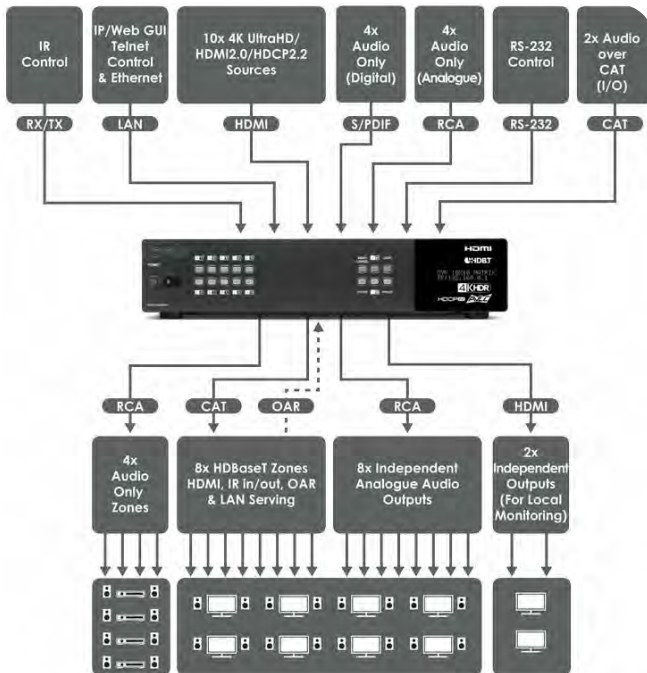 IR
Control
IP/Web GUI
Telnet
Control
& Ethernet
10x 4K UltraHD/
HDMI2.0/HDCP2.2
Sources
4x
Audio
Only
(Digital)
4x
Audio
Only
(Analogue)
RS-232
Control
2x Audio
over
CAT
(I/O)
RX/TX
LAN
HDMI
S/PDIF
RCA
RS-232
CAT
HDMI
HDBT
4K HDR
RCA
CAT
OAR
RCA
HDMI
4x
Audio
Only
Zones
8x HDBaseT Zones
HDMI, IR in/out, OAR
& LAN Serving
8x Independent
Analogue Audio
Outputs
2x
Independent
Outputs
(For Local
Monitoring)